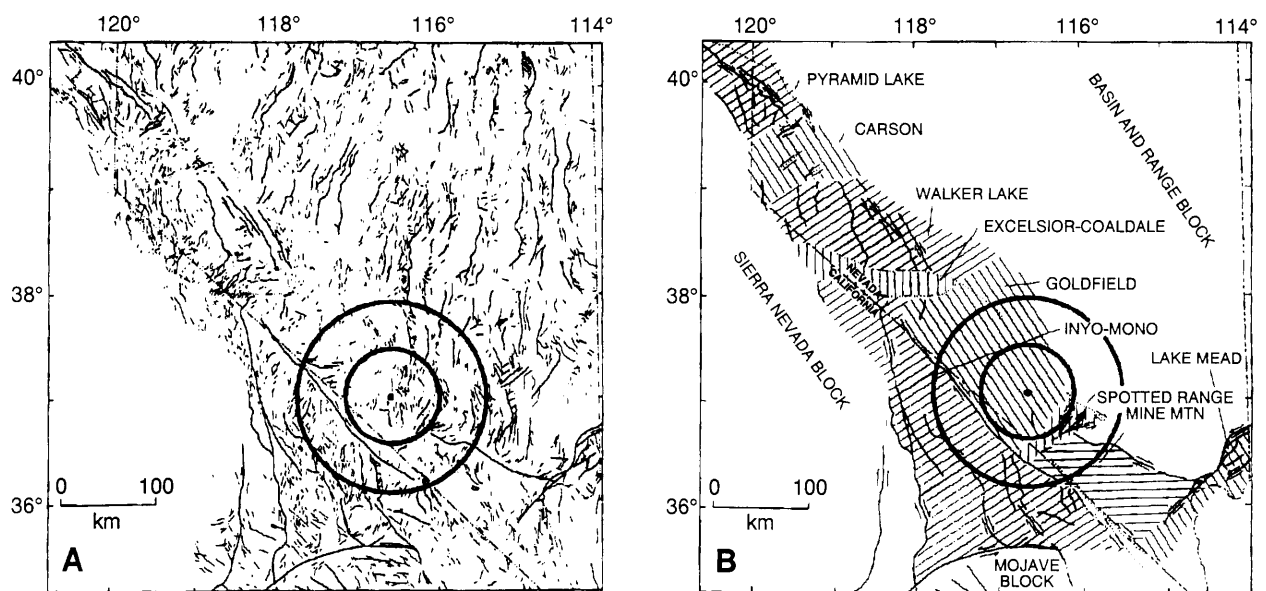 120° 118° 116° 114°
40°
38°
36°
0 100
km
A
120° 118° 116° 114°
40°
38°
36°
PYRAMID LAKE
CARSON
BASIN AND RANGE BLOCK
WALKER LAKE
EXCELSIOR-COALDALE
SIERRA NEVADA BLOCK
NEVADA
CALIFORNIA
GOLDFIELD
INYO-MONO
LAKE MEAD
SPOTTED RANGE
MINE MTN
0 100
km
B
MOJAVE
BLOCK